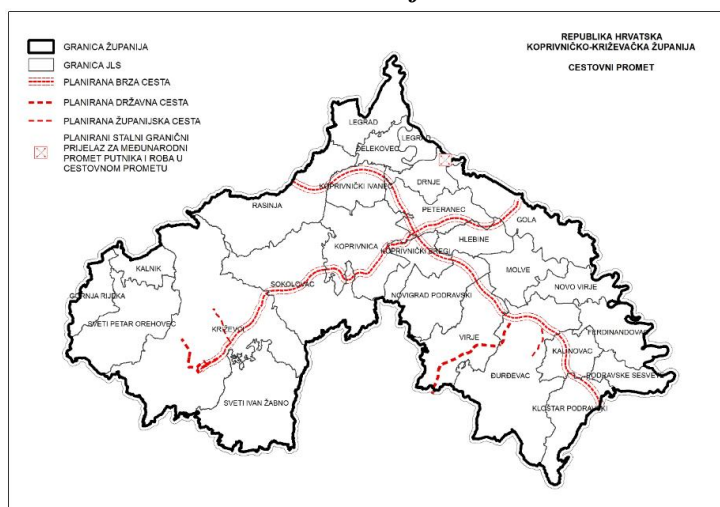 GRANICA ŽUPANIJA
GRANICA JLS
PLANIRANA BRZA CESTA
PLANIRANA DRŽAVNA CESTA
PLANIRANA ŽUPANIJSKA CESTA
PLANIRANI STALNI GRANIČNI
PRIJELAZ ZA MEĐUNARODNI
PROMET PUTNIKA I ROBA U
CESTOVNOM PROMETU
REPUBLIKA HRVATSKA
KOPRIVNIČKO-KRIŽEVAČKA ŽUPANIJA
CESTOVNI PROMET
LEGRAD
LEGRAD
ĐELEKOVEC
DRNJE
KOPRIVNIČKI IVANEC
RASINJA
PETERANEC
GOLA
HLEBINE
KOPRIVNICA
KOPRIVNIČKI BREGI
MOLVE
KALNIK
SOKOLOVAC
NOVO VIRJE
GORNJA RIJEKA
NOVIGRAD PODRAVSKI
SVETI PETAR OREHOVEC
KRIŽEVCI
FERDINANDOVAC
VIRJE
KALINOVAC
ĐURĐEVAC
PODRAVSKE SESVETE
SVETI IVAN ŽABNO
KLOŠTAR PODRAVSKI